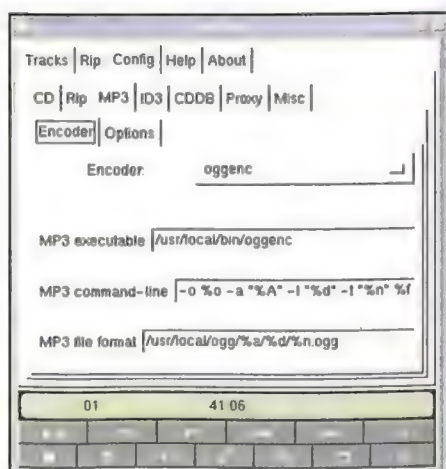 Tracks Rip Config Help About
CD Rip MP3 ID3 CDDB Proxy Misc
Encoder Options
Encoder: oggenc
MP3 executable /usr/local/bin/oggenc
MP3 command-line -o %o -a "%A" -l "%d" -t "%n" %f
MP3 file format /usr/local/ogg/%a/%d/%n.ogg
01 41:06